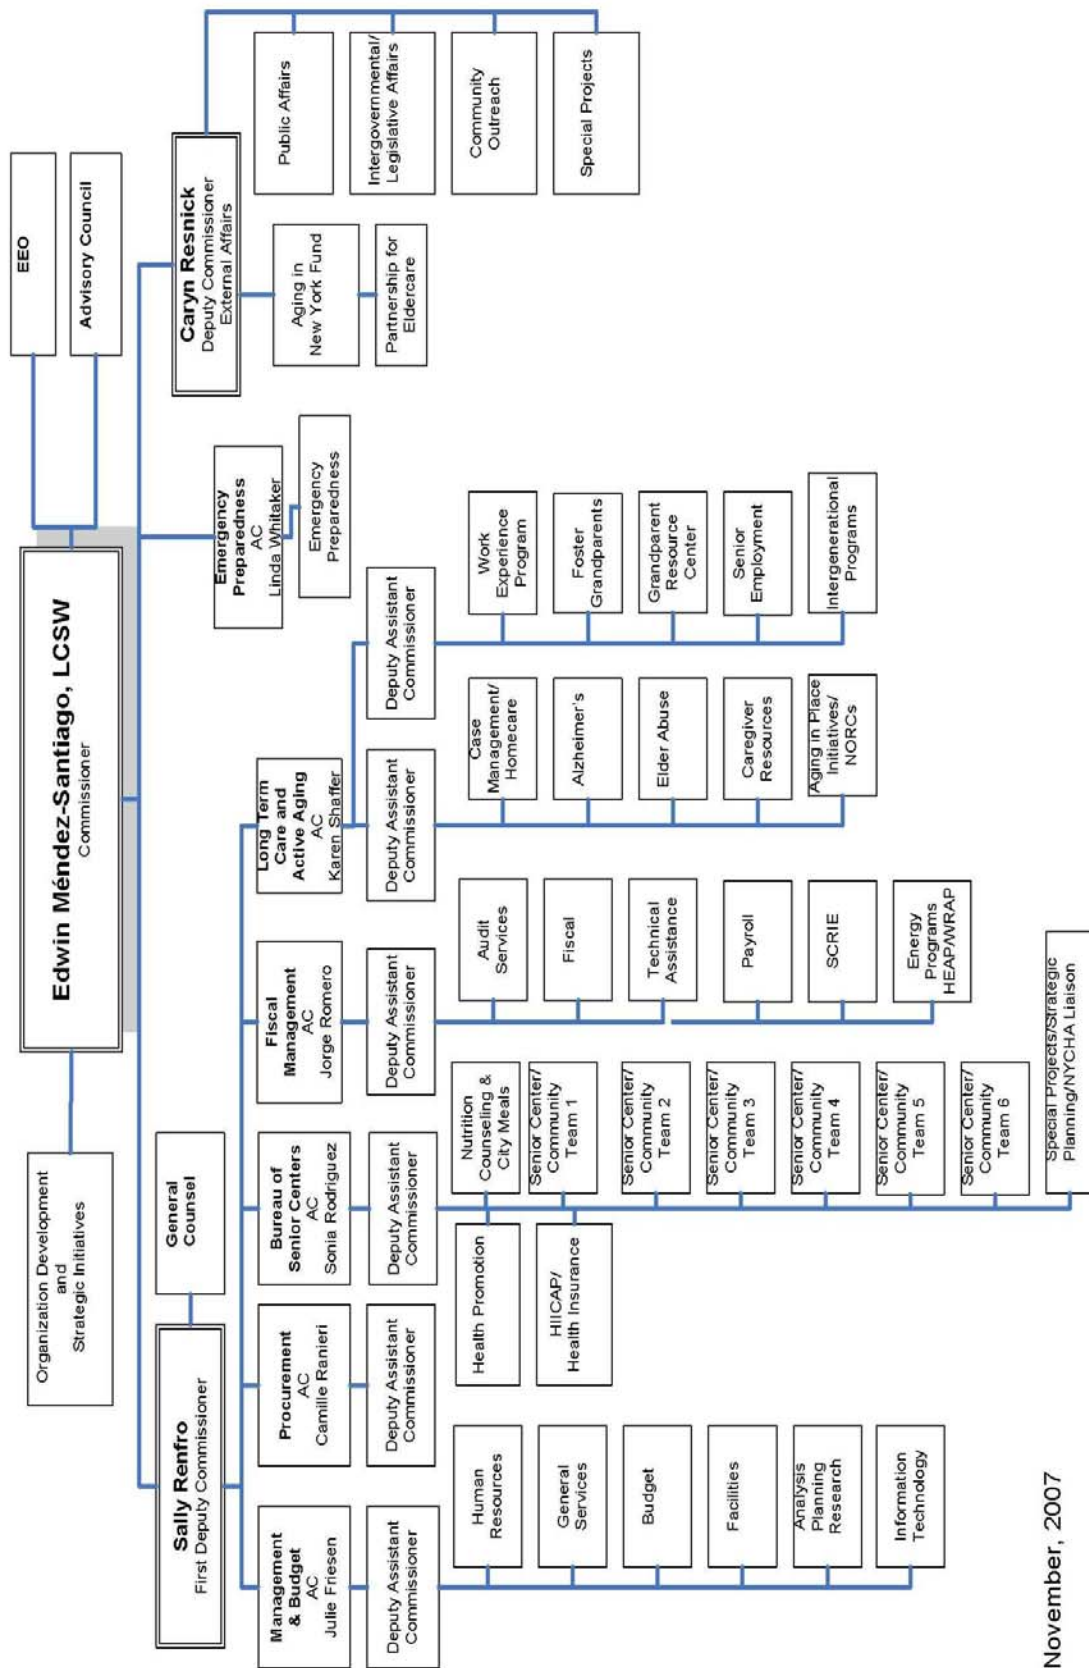 Edwin Méndez-Santiago, LCSW
Commissioner
Organization Development
and
Strategic Initiatives
EEO
Advisory Council
Sally Renfro
First Deputy Commissioner
General
Counsel
Caryn Resnick
Deputy Commissioner
External Affairs
Management
& Budget
AC
Julie Friesen
Procurement
AC
Camille Ranieri
Bureau of
Senior Centers
AC
Sonia Rodriguez
Fiscal
Management
AC
Jorge Romero
Long Term
Care and
Active Aging
AC
Karen Shaffer
Emergency
Preparedness
AC
Linda Whitaker
Emergency
Preparedness
Aging in
New York Fund
Partnership for
Eldercare
Public Affairs
Intergovernmental/
Legislative Affairs
Community
Outreach
Special Projects
Deputy Assistant
Commissioner
Deputy Assistant
Commissioner
Deputy Assistant
Commissioner
Deputy Assistant
Commissioner
Deputy Assistant
Commissioner
Deputy Assistant
Commissioner
Human
Resources
General
Services
Budget
Facilities
Analysis
Planning
Research
Information
Technology
Health Promotion
HIICAP/
Health Insurance
Nutrition
Counseling &
City Meals
Senior Center/
Community
Team 1
Senior Center/
Community
Team 2
Senior Center/
Community
Team 3
Senior Center/
Community
Team 4
Senior Center/
Community
Team 5
Senior Center/
Community
Team 6
Special Projects/Strategic
Planning/NYCHA Liaison
Audit
Services
Fiscal
Technical
Assistance
Payroll
SCRIE
Energy
Programs
HEAP/WRAP
Case
Management/
Homecare
Alzheimer's
Elder Abuse
Caregiver
Resources
Aging in Place
Initiatives/
NORCs
Work
Experience
Program
Foster
Grandparents
Grandparent
Resource
Center
Senior
Employment
Intergenerational
Programs
November, 2007